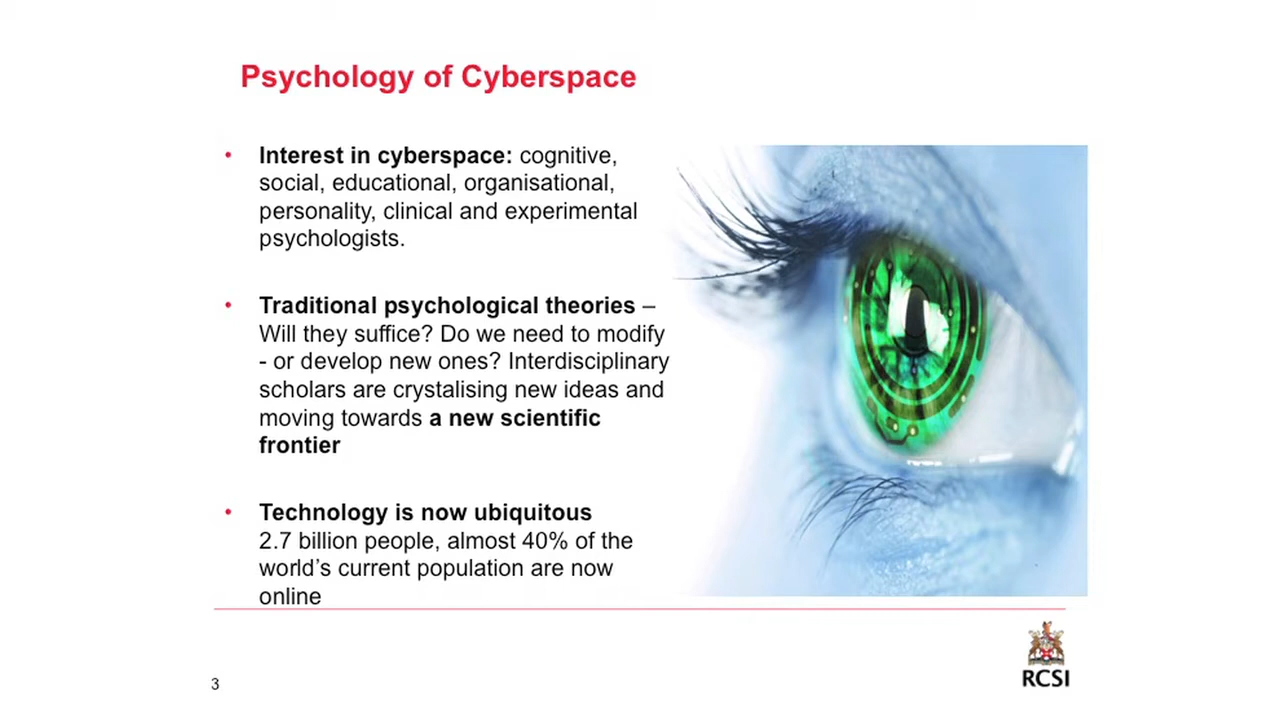 Psychology of Cyberspace
• Interest in cyberspace: cognitive,
social, educational, organisational,
personality, clinical and experimental
psychologists.
• Traditional psychological theories –
Will they suffice? Do we need to modify
- or develop new ones? Interdisciplinary
scholars are crystalising new ideas and
moving towards a new scientific
frontier
• Technology is now ubiquitous
2.7 billion people, almost 40% of the
world’s current population are now
online
RCSI
3